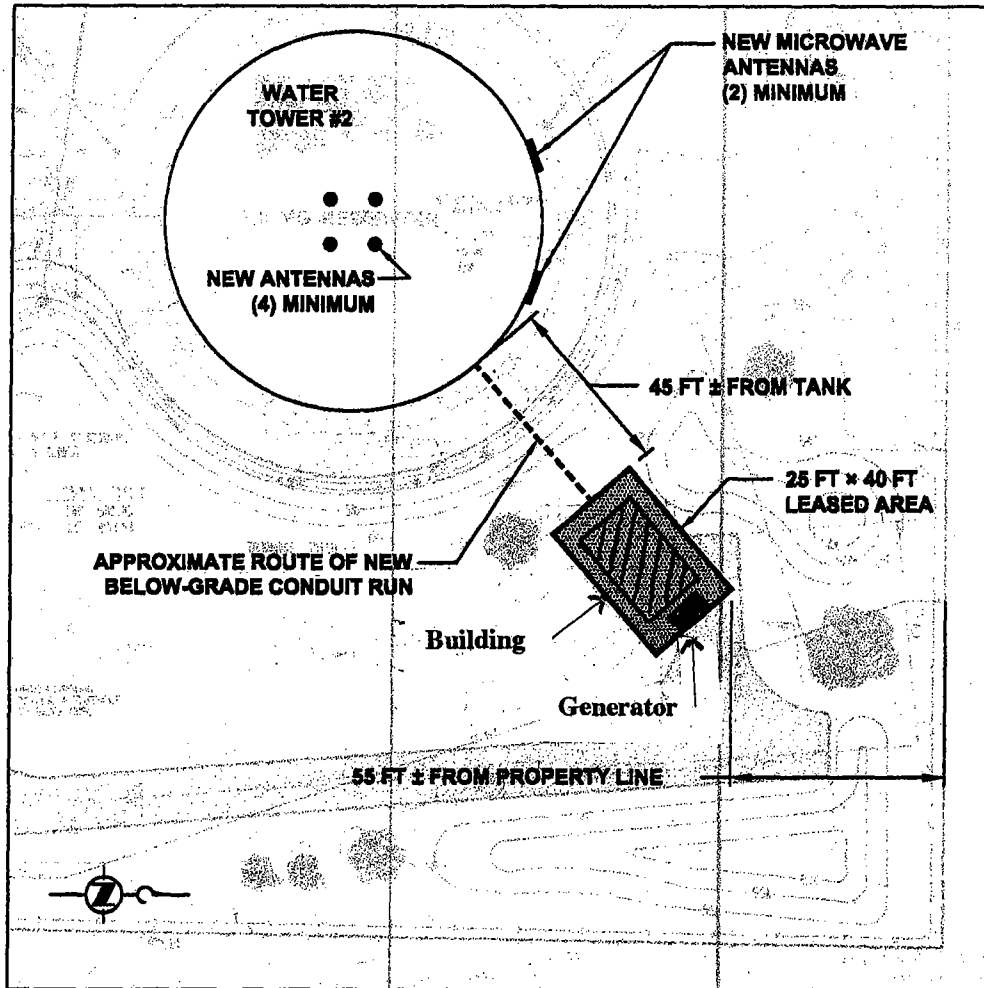 NEW MICROWAVE
ANTENNAS
(2) MINIMUM
WATER
TOWER #2
NEW ANTENNAS
(4) MINIMUM
45 FT ± FROM TANK
25 FT × 40 FT
LEASED AREA
APPROXIMATE ROUTE OF NEW
BELOW-GRADE CONDUIT RUN
Building
Generator
55 FT ± FROM PROPERTY LINE
Z